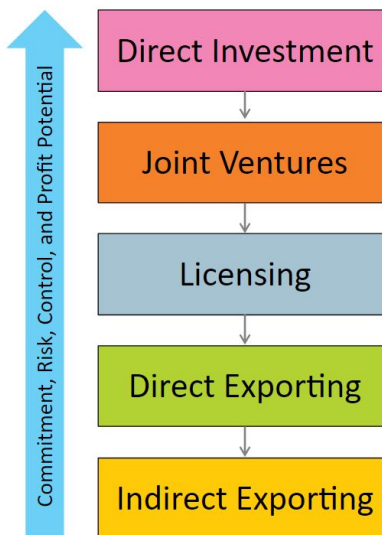 Direct Investment
Joint Ventures
Licensing
Direct Exporting
Indirect Exporting
Commitment, Risk, Control, and Profit Potential